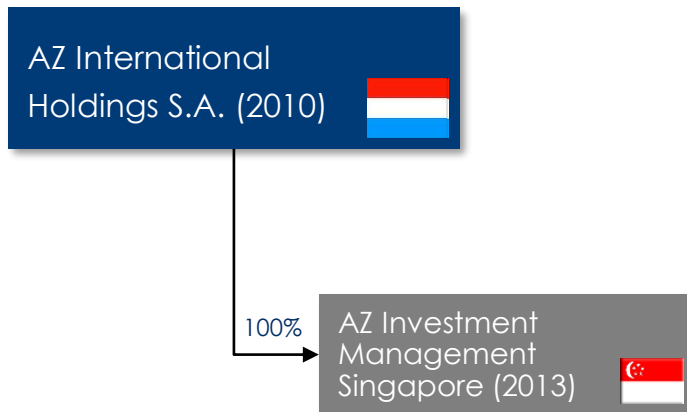 AZ International
Holdings S.A. (2010)
100%
AZ Investment
Management
Singapore (2013)